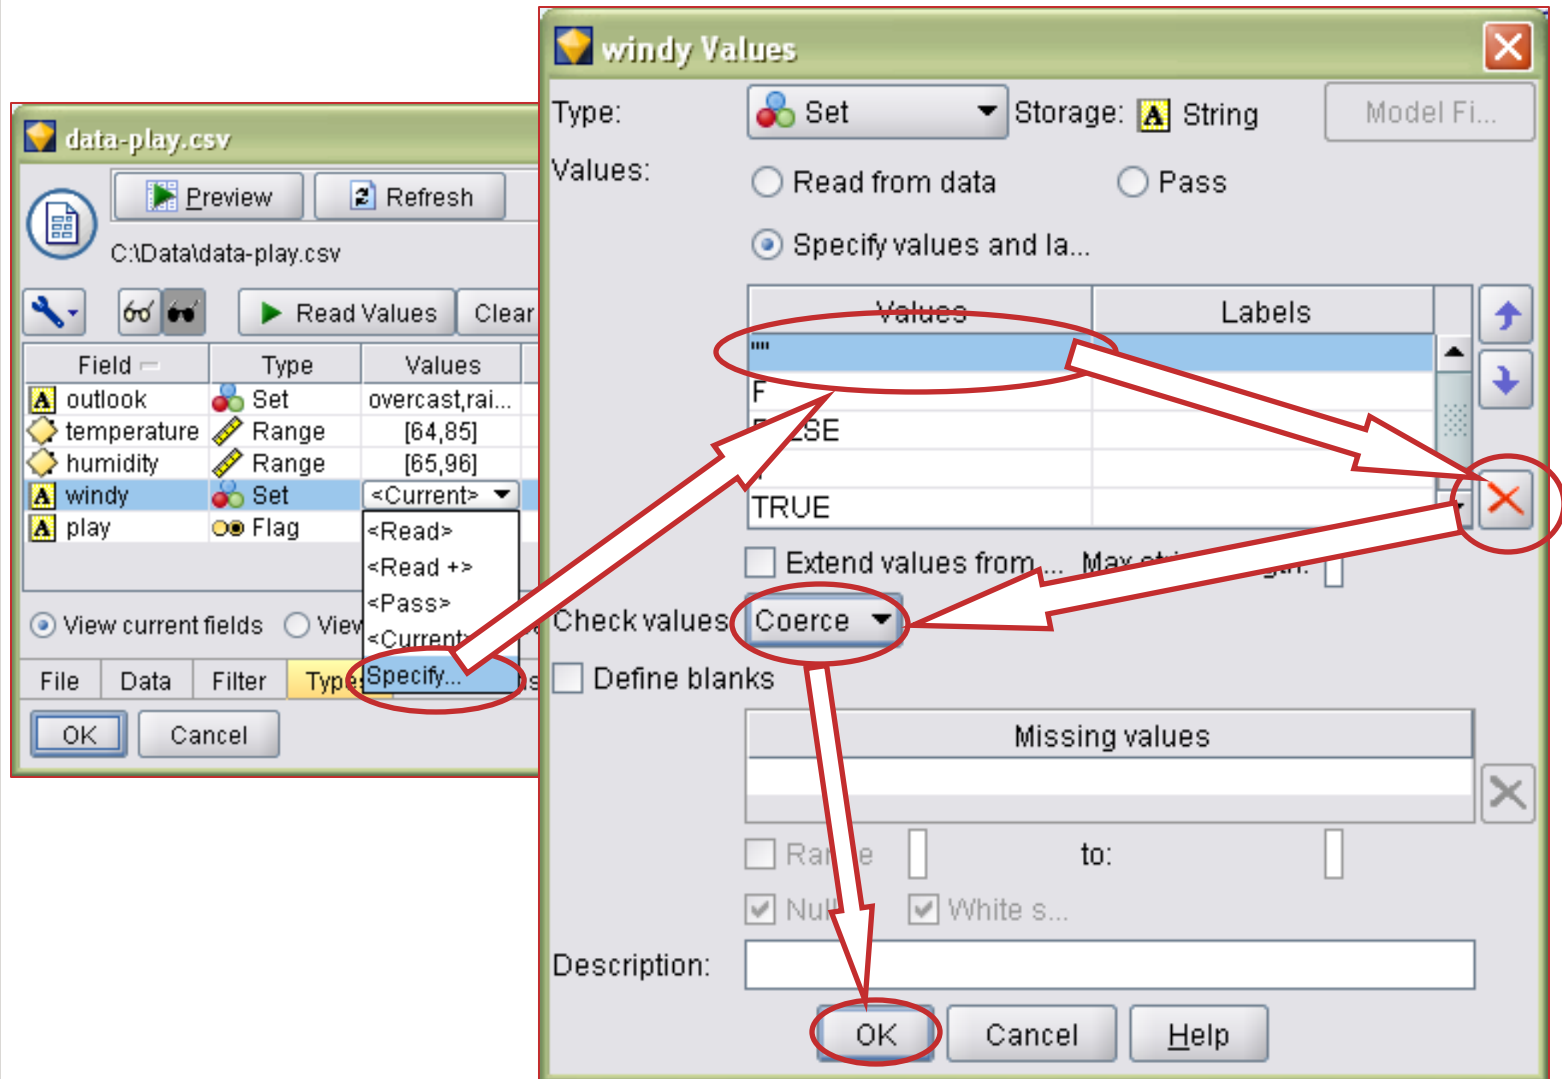 data-play.csv
Preview
Refresh
C:\Data\data-play.csv
Read Values
Clear
Field
Type
Values
outlook
Set
overcast,rai...
temperature
Range
[64,85]
humidity
Range
[65,96]
windy
Set
<Current>
play
Flag
<Read>
<Read +>
<Pass>
<Current>
Specify...
View current fields
File
Data
Filter
OK
Cancel
windy Values
Type:
Set
Storage:
A String
Model Fi...
Values:
Read from data
Pass
Specify values and la...
Values
Labels
""
F
TRUE
Extend values from ...
Check values
Coerce
Define blanks
Missing values
to:
White s...
Description:
OK
Cancel
Help